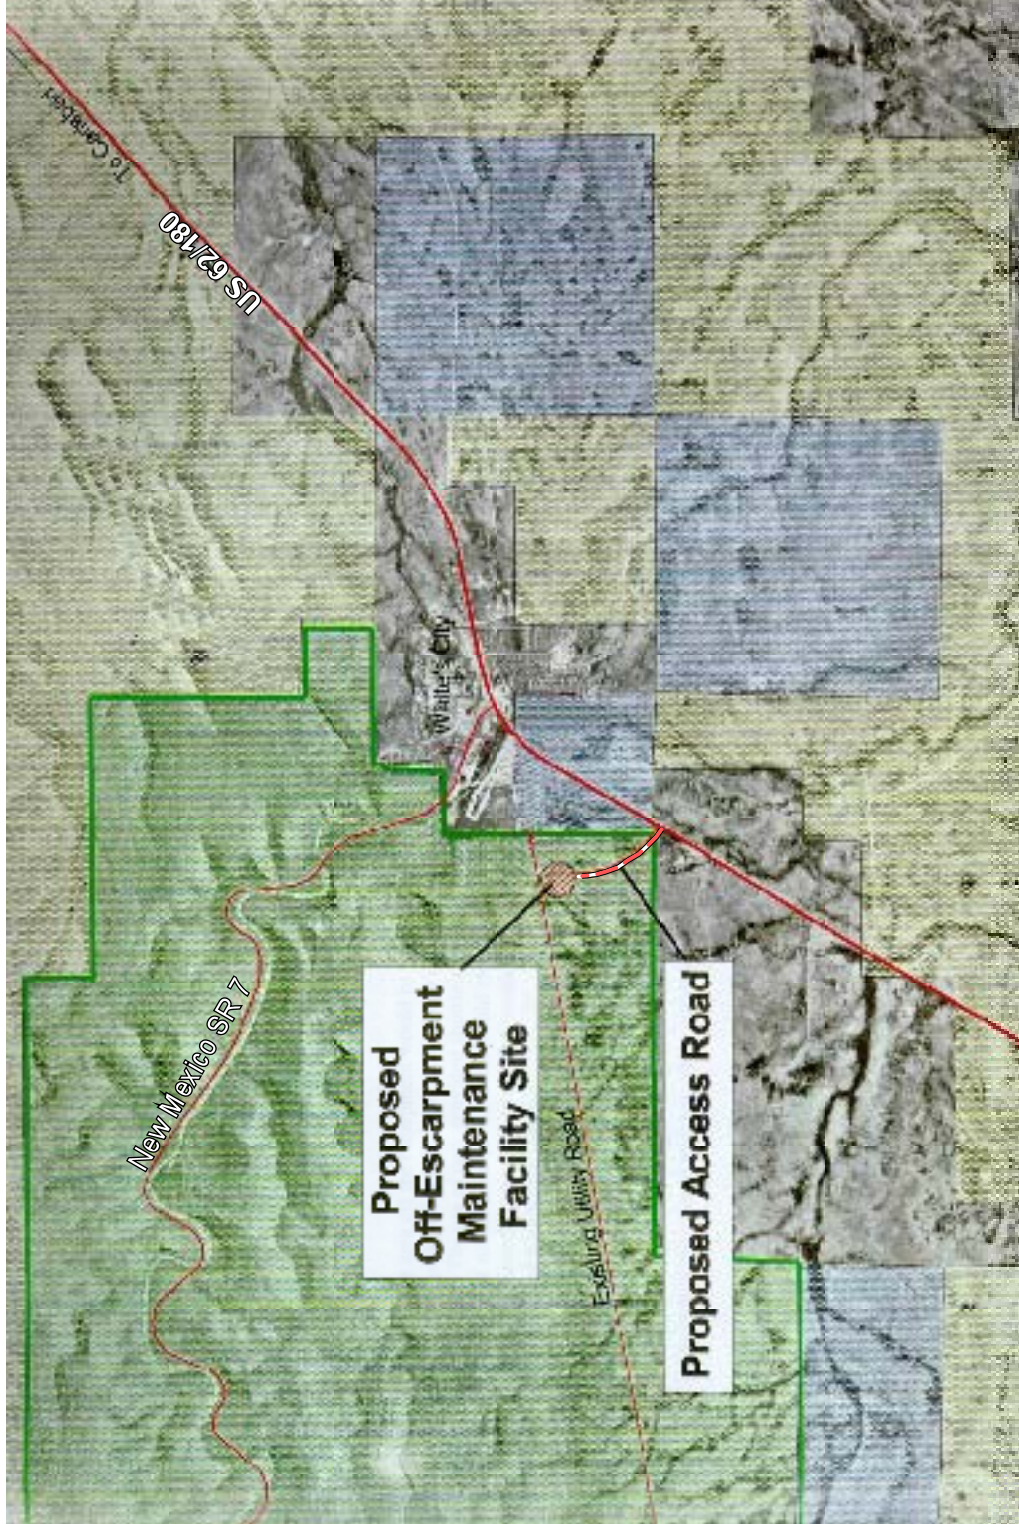 To Carlsbad
US 62/180
White's City
New Mexico SR 7
Proposed
Off-Escarpment
Maintenance
Facility Site
Existing Utility Road
Proposed Access Road